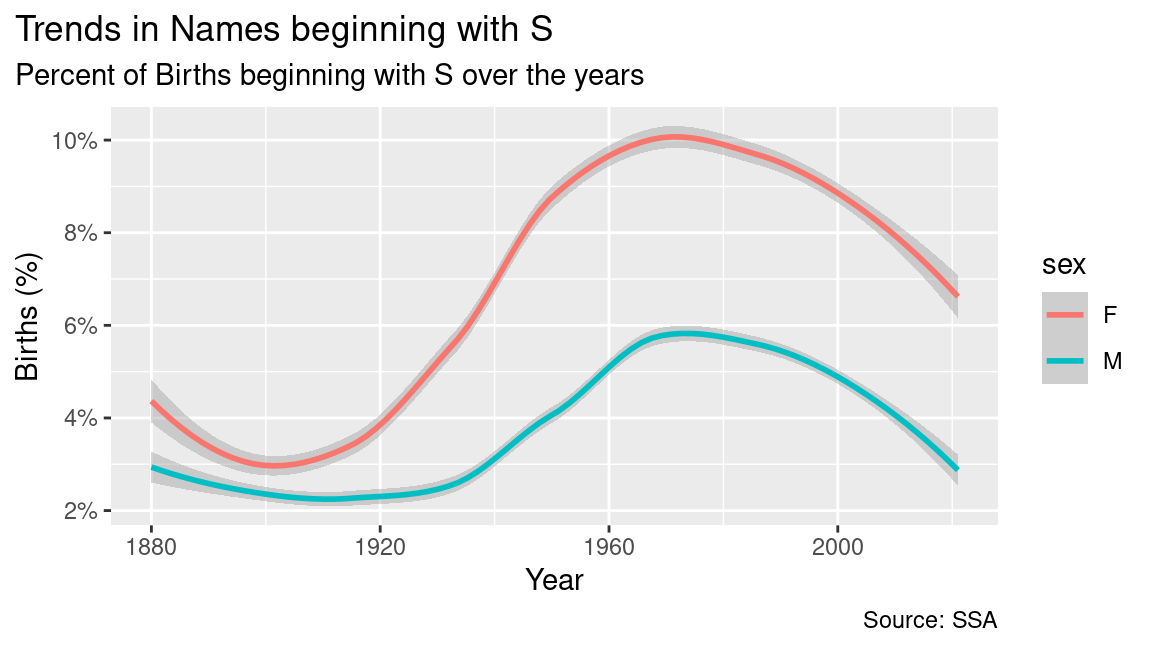 Trends in Names beginning with S
Percent of Births beginning with S over the years
10%
8%
6%
4%
2%
Births (%)
1880 1920 1960 2000
Year
sex
F
M
Source: SSA